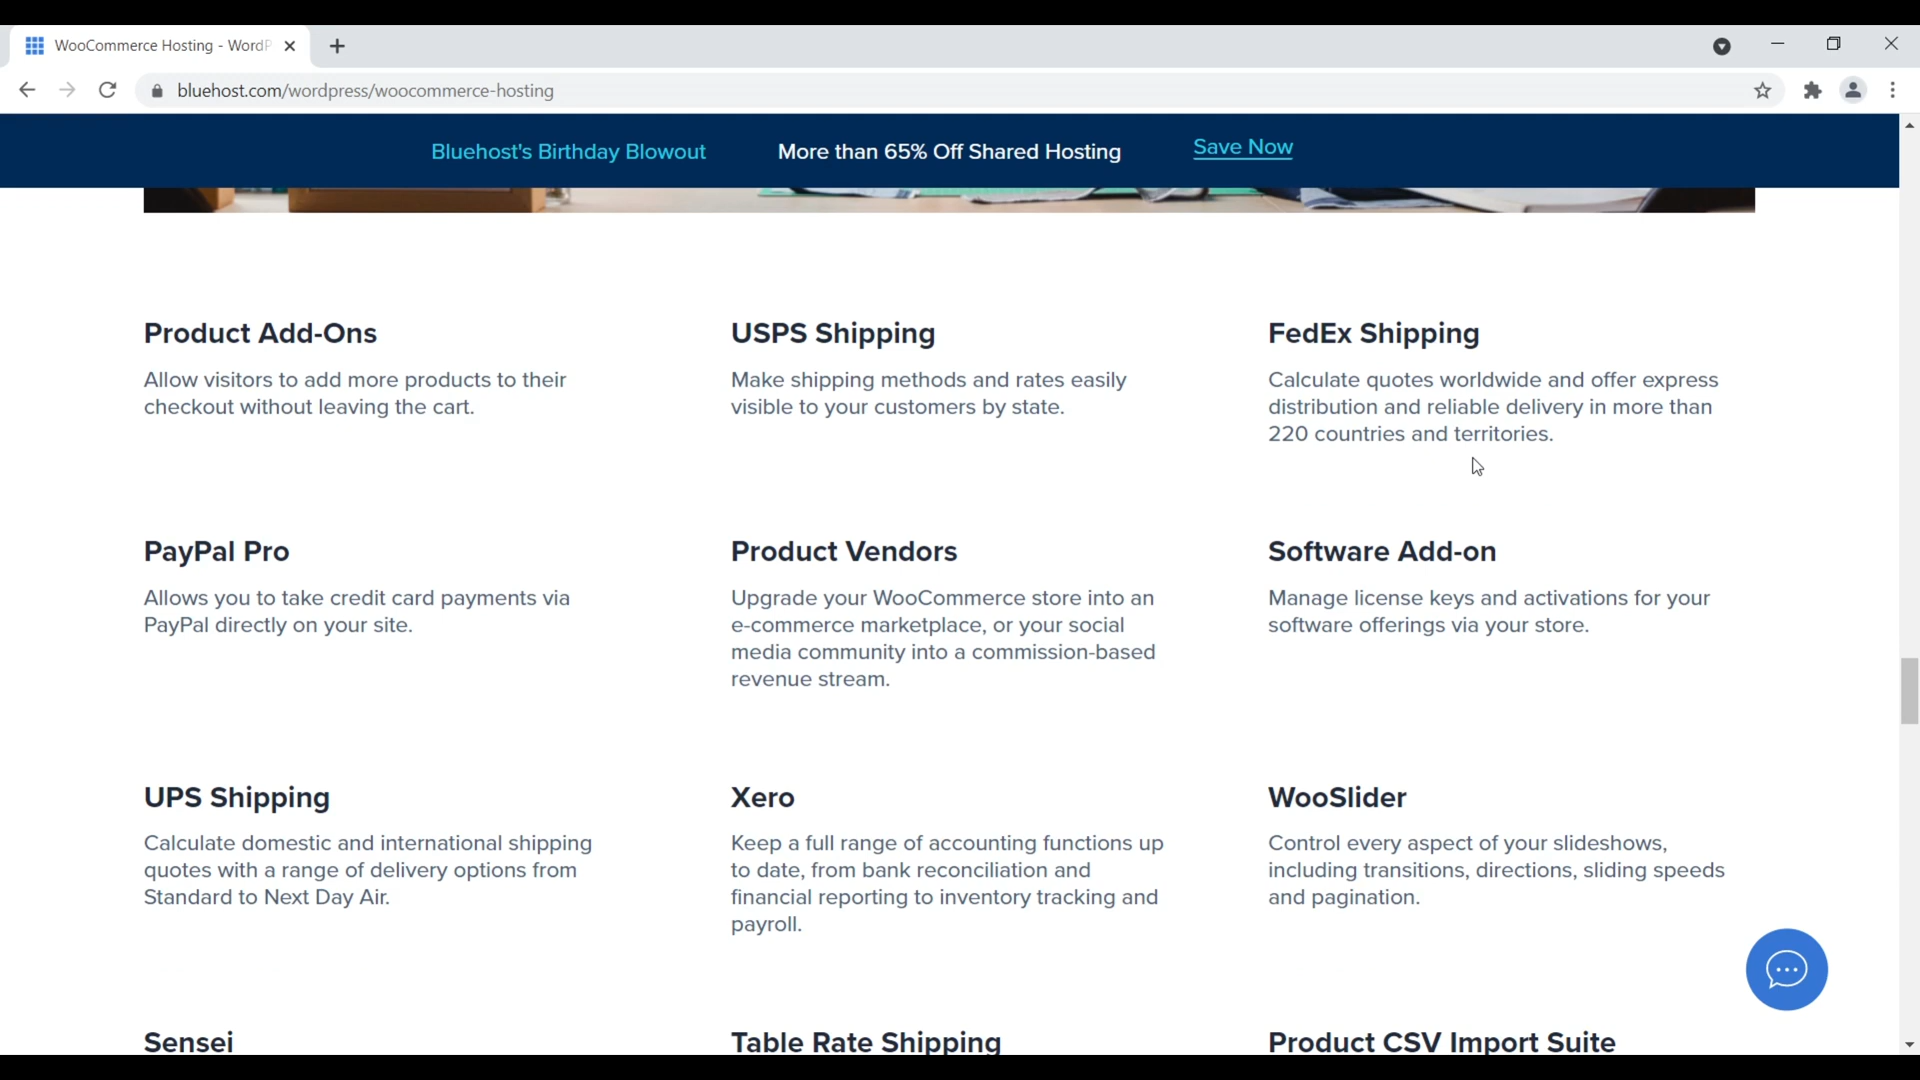 WooCommerce Hosting - WordP
bluehost.com/wordpress/woocommerce-hosting
Bluehost's Birthday Blowout More than 65% Off Shared Hosting Save Now
Product Add-Ons
Allow visitors to add more products to their
checkout without leaving the cart.
USPS Shipping
Make shipping methods and rates easily
visible to your customers by state.
FedEx Shipping
Calculate quotes worldwide and offer express
distribution and reliable delivery in more than
220 countries and territories.
PayPal Pro
Allows you to take credit card payments via
PayPal directly on your site.
Product Vendors
Upgrade your WooCommerce store into an
e-commerce marketplace, or your social
media community into a commission-based
revenue stream.
Software Add-on
Manage license keys and activations for your
software offerings via your store.
UPS Shipping
Calculate domestic and international shipping
quotes with a range of delivery options from
Standard to Next Day Air.
Xero
Keep a full range of accounting functions up
to date, from bank reconciliation and
financial reporting to inventory tracking and
payroll.
WooSlider
Control every aspect of your slideshows,
including transitions, directions, sliding speeds
and pagination.
Sensei
Table Rate Shipping
Product CSV Import Suite